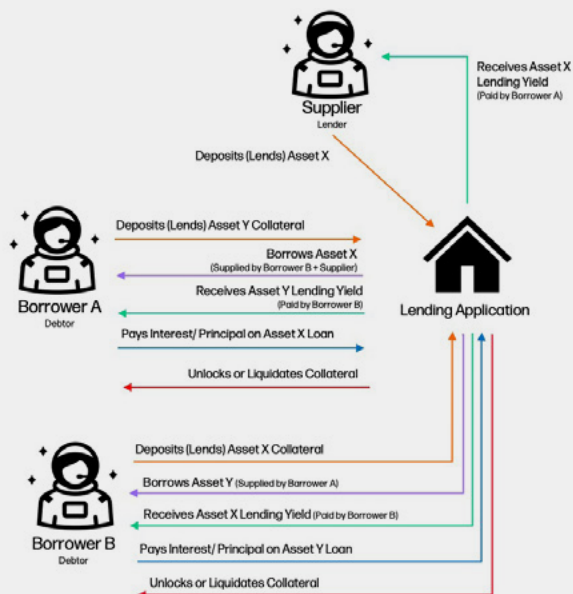 Receives Asset X
Lending Yield
(Paid by Borrower A)
Supplier
Lender
Deposits (Lends) Asset X
Deposits (Lends) Asset Y Collateral
Borrows Asset X
(Supplied by Borrower B + Supplier)
Receives Asset Y Lending Yield
(Paid by Borrower B)
Borrower A
Debtor
Lending Application
Pays Interest/ Principal on Asset X Loan
Unlocks or Liquidates Collateral
Deposits (Lends) Asset X Collateral
Borrows Asset Y (Supplied by Borrower A)
Receives Asset X Lending Yield (Paid by Borrower B)
Borrower B
Debtor
Pays Interest/ Principal on Asset Y Loan
Unlocks or Liquidates Collateral